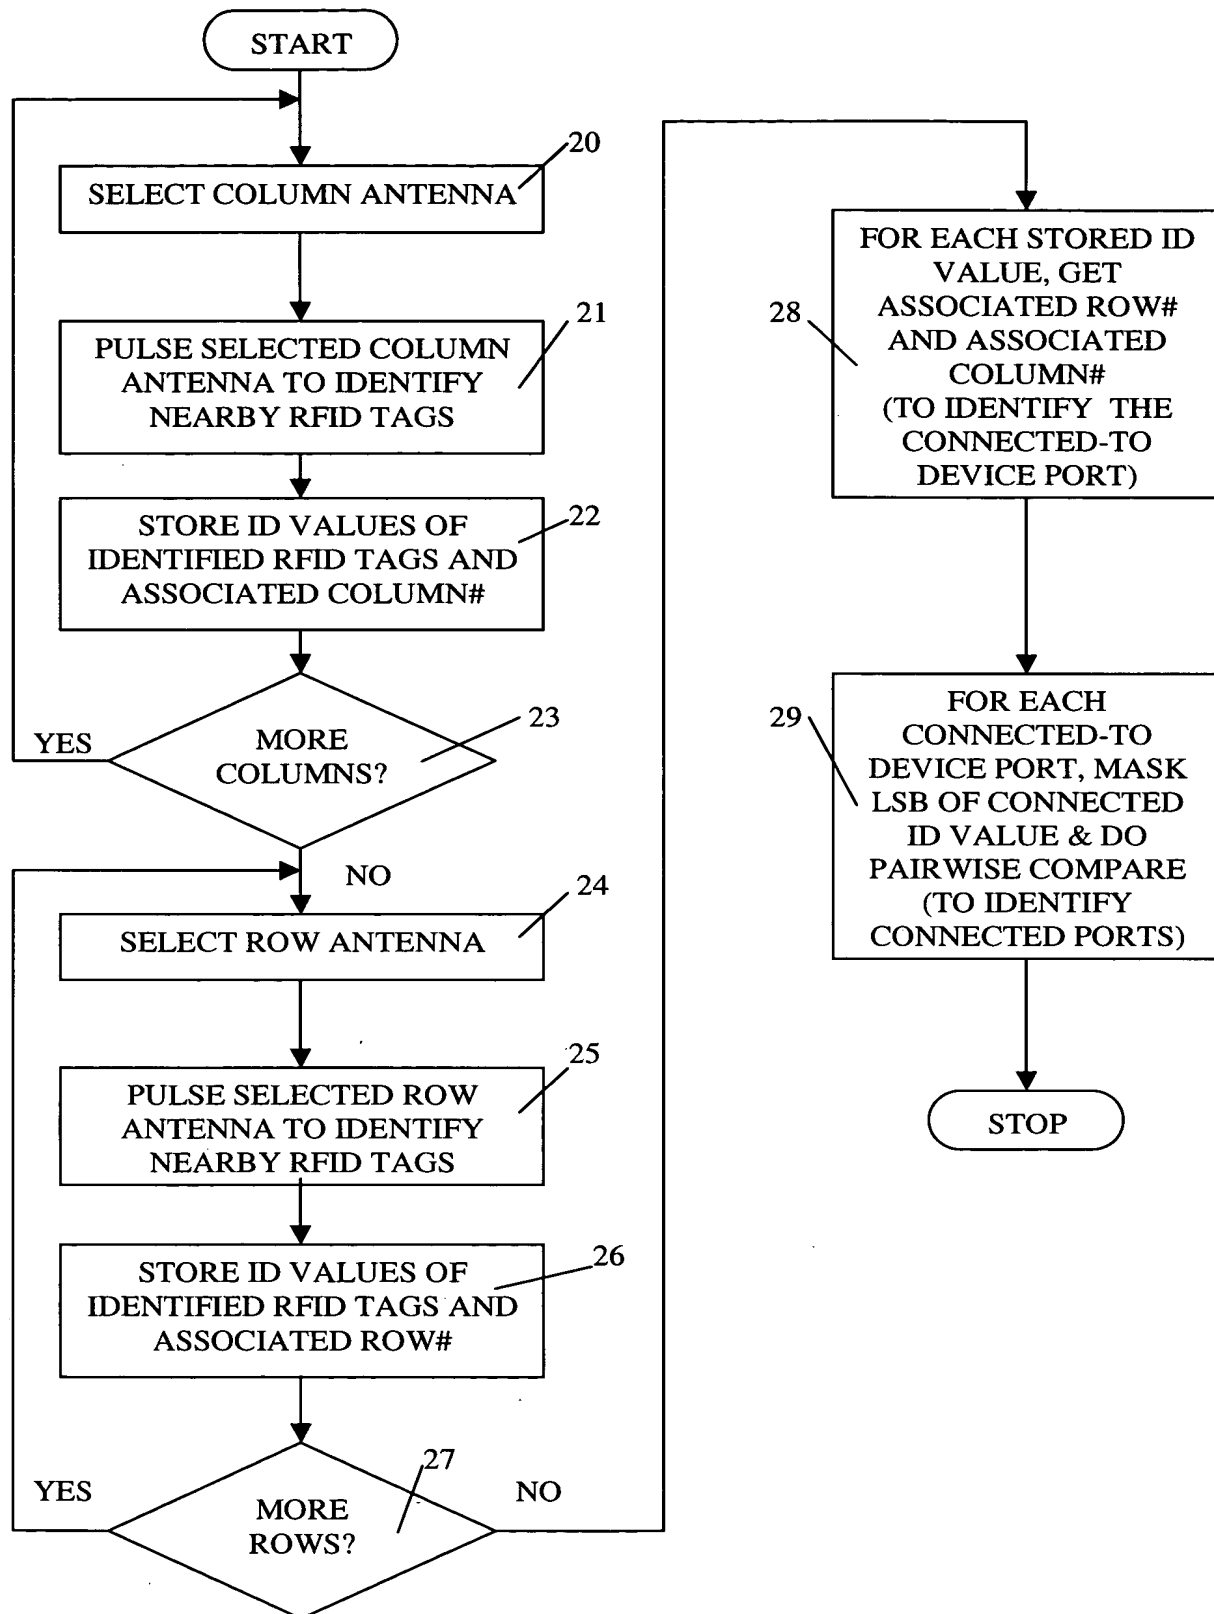 START
20
SELECT COLUMN ANTENNA
21
PULSE SELECTED COLUMN
ANTENNA TO IDENTIFY
NEARBY RFID TAGS
22
STORE ID VALUES OF
IDENTIFIED RFID TAGS AND
ASSOCIATED COLUMN#
23
YES
MORE
COLUMNS?
NO
24
SELECT ROW ANTENNA
25
PULSE SELECTED ROW
ANTENNA TO IDENTIFY
NEARBY RFID TAGS
26
STORE ID VALUES OF
IDENTIFIED RFID TAGS AND
ASSOCIATED ROW#
27
YES
MORE
ROWS?
NO
28
FOR EACH STORED ID
VALUE, GET
ASSOCIATED ROW#
AND ASSOCIATED
COLUMN#
(TO IDENTIFY THE
CONNECTED-TO
DEVICE PORT)
29
FOR EACH
CONNECTED-TO
DEVICE PORT, MASK
LSB OF CONNECTED
ID VALUE & DO
PAIRWISE COMPARE
(TO IDENTIFY
CONNECTED PORTS)
STOP